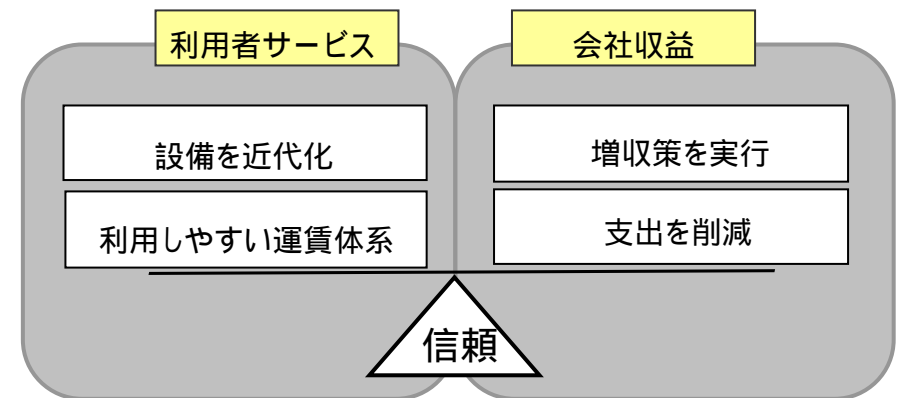 利用者サービス
会社収益
設備を近代化
増収策を実行
利用しやすい運賃体系
支出を削減
信頼